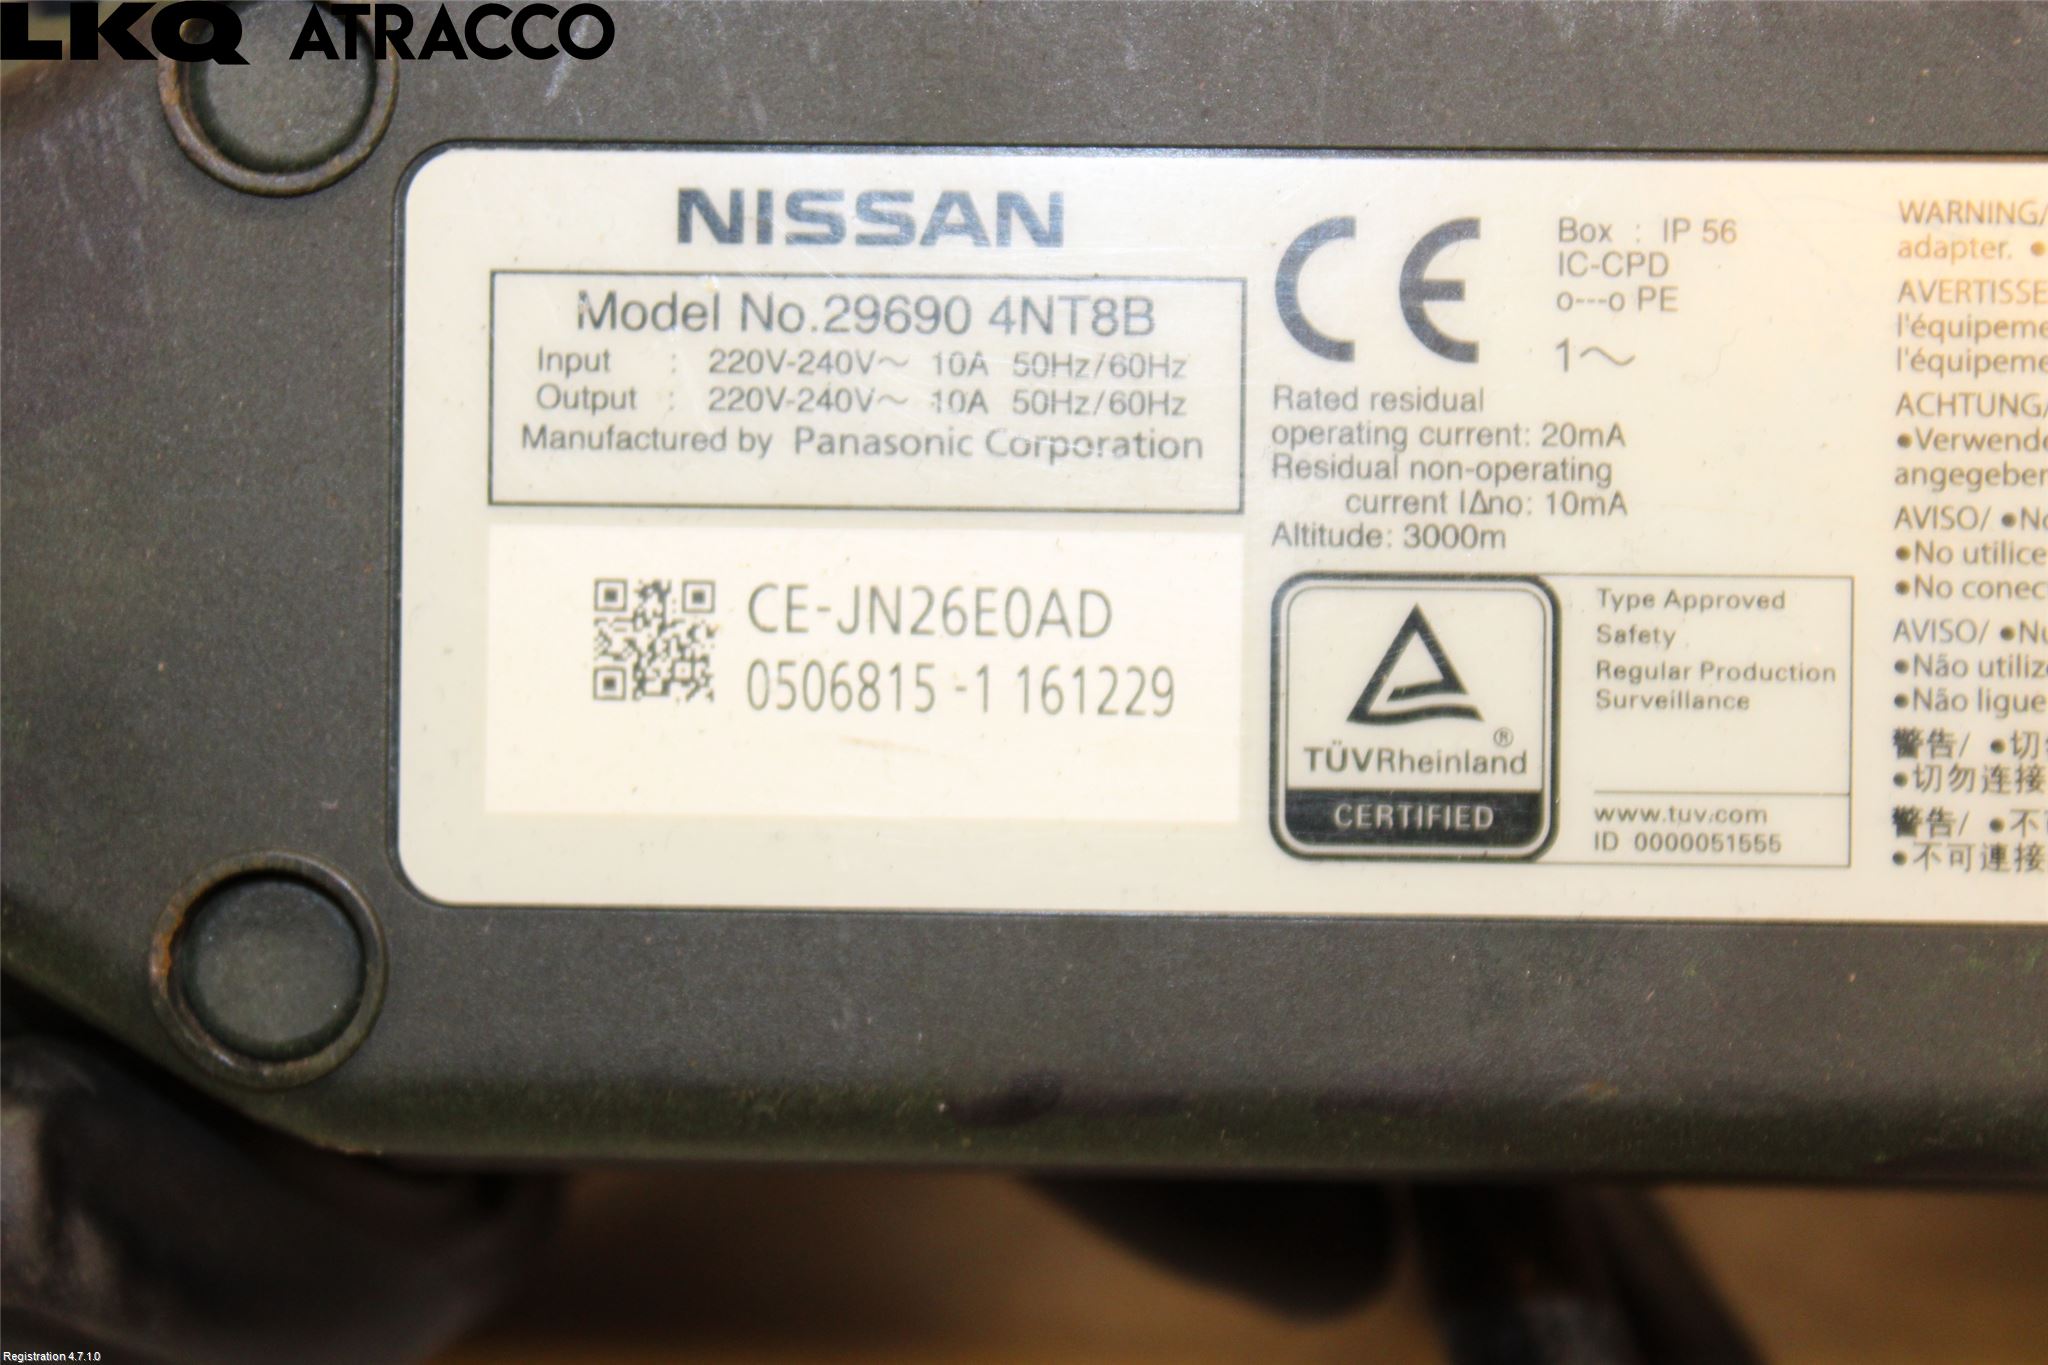 LKQ ATRACCO
NISSAN
Model No.29690 4NT8B
Input : 220V-240V～ 10A 50Hz/60Hz
Output : 220V-240V～ 10A 50Hz/60Hz
Manufactured by Panasonic Corporation
CE-JN26E0AD
0506815 -1 161229
CE
Box : IP 56
IC-CPD
o---o PE
1～
Rated residual
operating current: 20mA
Residual non-operating
current IΔno: 10mA
Altitude: 3000m
TÜVRheinland®
CERTIFIED
Type Approved
Safety
Regular Production
Surveillance
www.tuv.com
ID 0000051555
WARNING/
adapter. ●
AVERTISSE
l'équipeme
l'équipeme
ACHTUNG/
●Verwende
angegeben
AVISO/ ●No
●No utilice
●No conec
AVISO/ ●Nu
●Não utilize
●Não ligue
警告/ ●切
●切勿连接
警告/ ●不
●不可連接
Registration 4.7.1.0